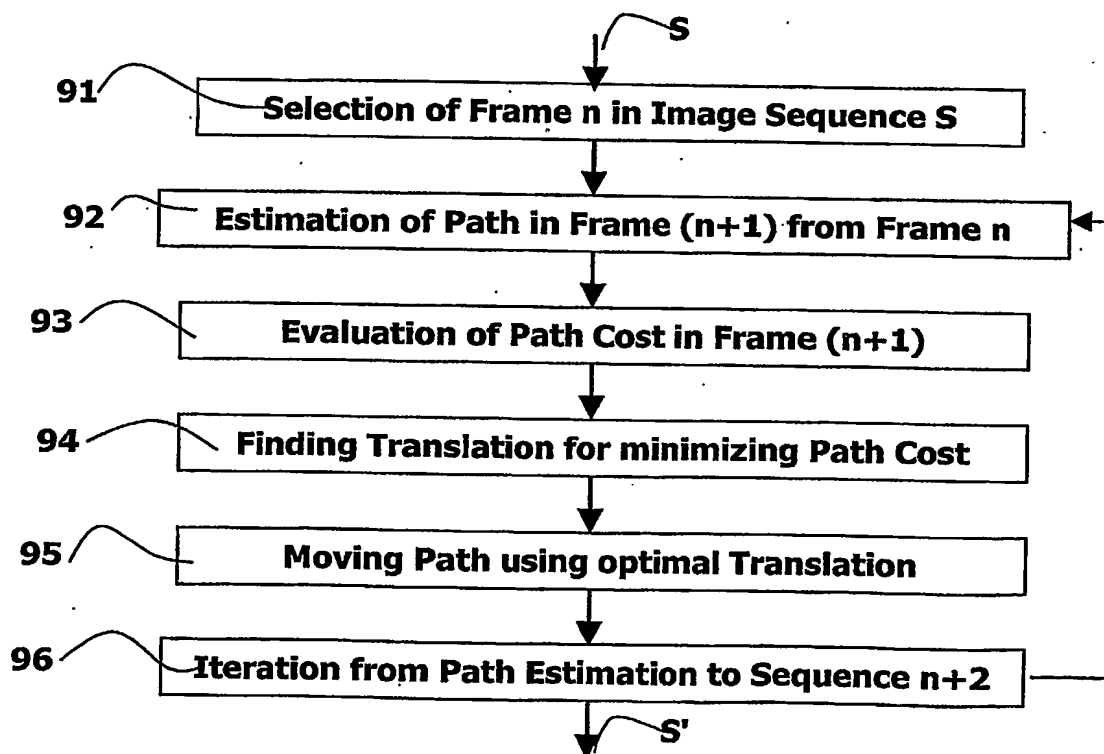 S
91
Selection of Frame n in Image Sequence S
92
Estimation of Path in Frame (n+1) from Frame n
93
Evaluation of Path Cost in Frame (n+1)
94
Finding Translation for minimizing Path Cost
95
Moving Path using optimal Translation
96
Iteration from Path Estimation to Sequence n+2
S'